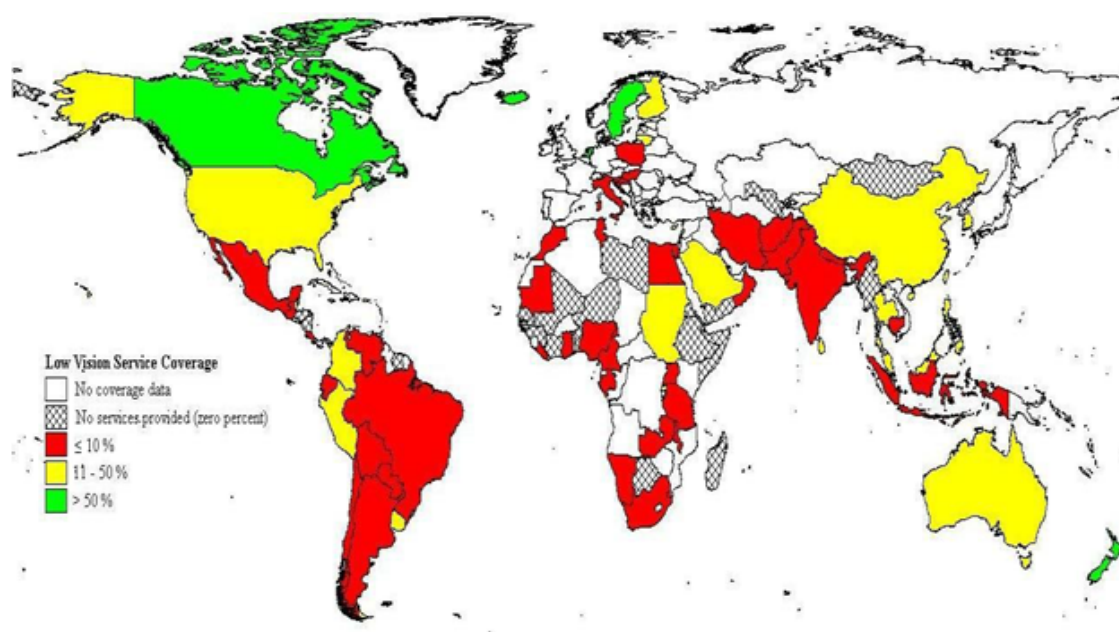 Low Vision Service Coverage
No coverage data
No services provided (zero percent)
≤ 10 %
11 - 50 %
> 50 %